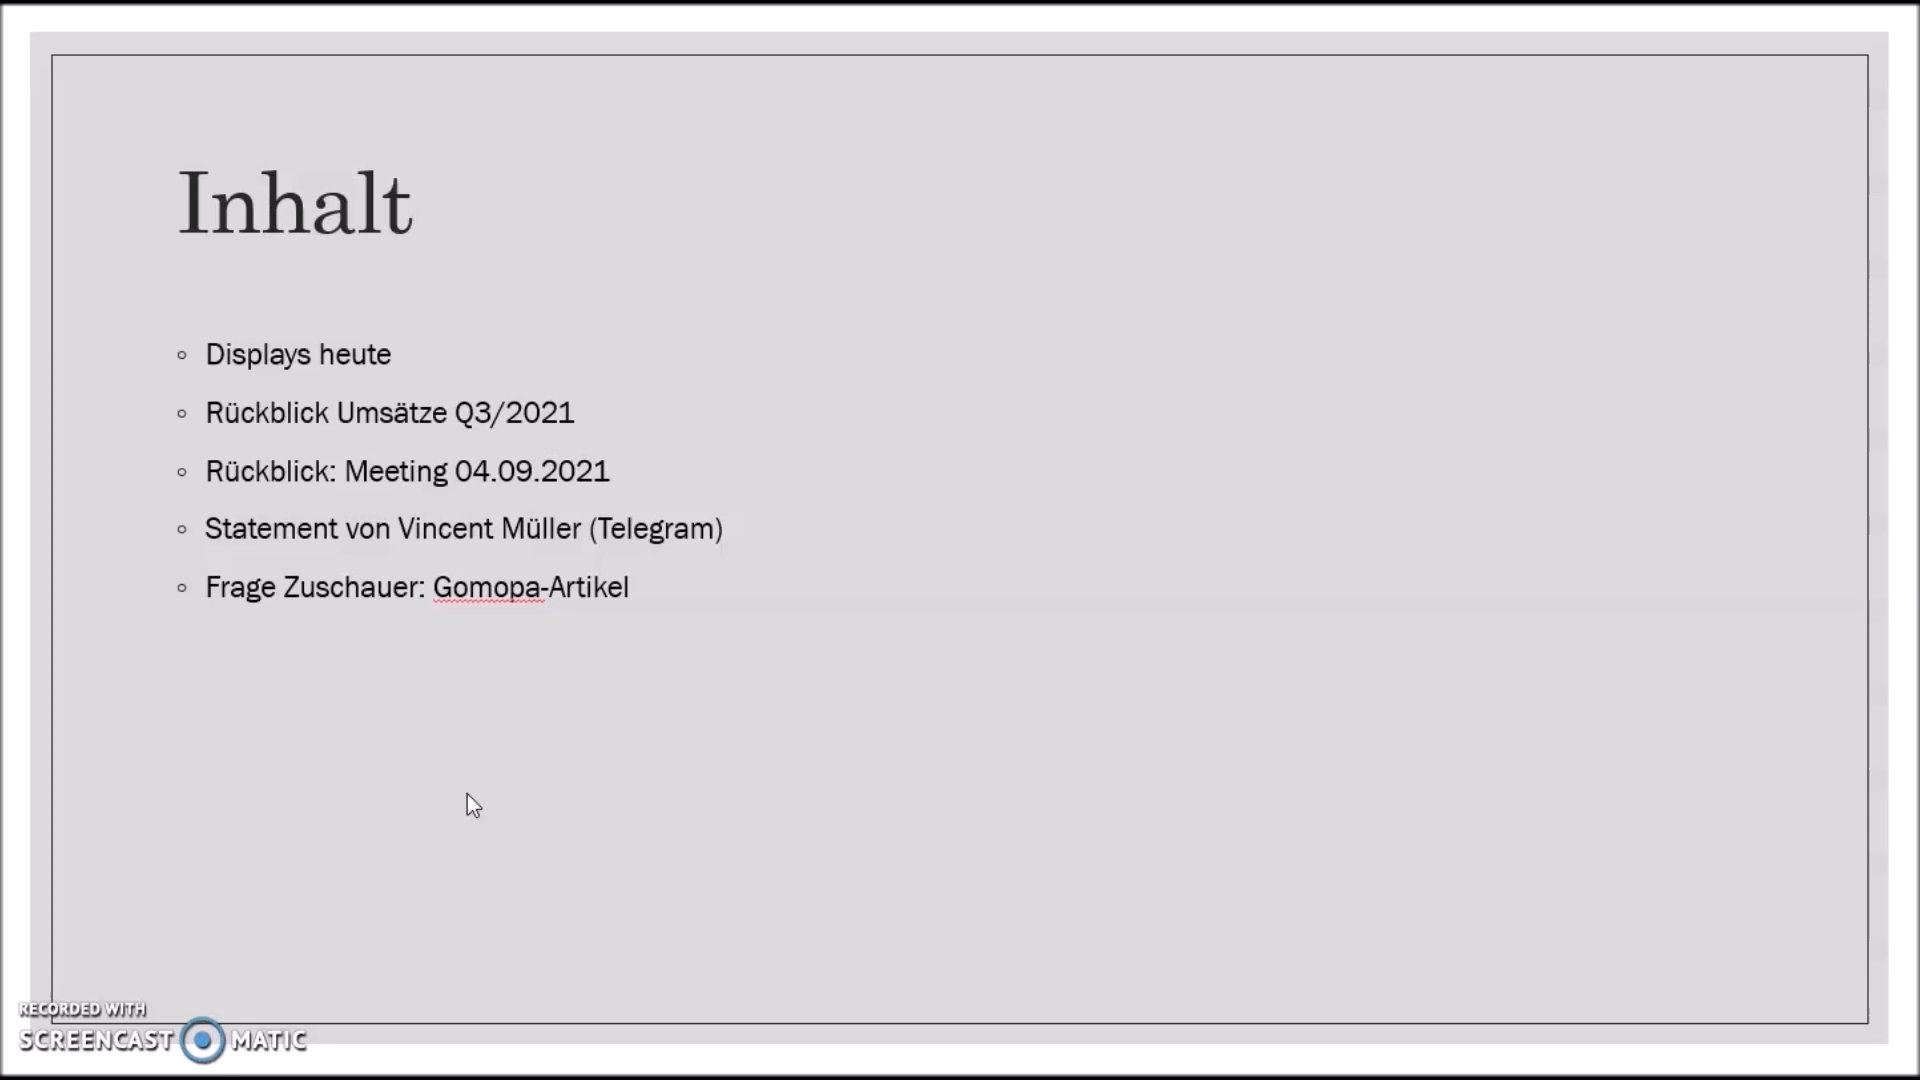 Inhalt
Displays heute
Rückblick Umsätze Q3/2021
Rückblick: Meeting 04.09.2021
Statement von Vincent Müller (Telegram)
Frage Zuschauer: Gomopa-Artikel
RECORDED WITH
SCREENCAST MATIC